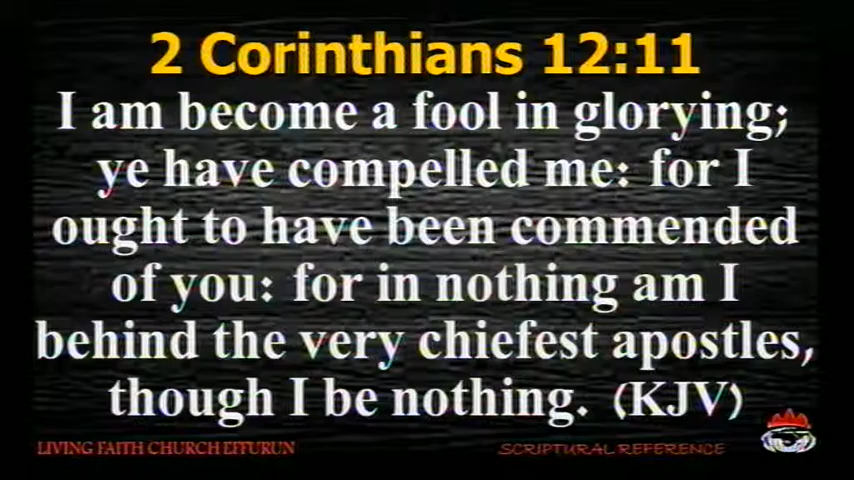 2 Corinthians 12:11
I am become a fool in glorying;
ye have compelled me: for I
ought to have been commended
of you: for in nothing am I
behind the very chiefest apostles,
though I be nothing. (KJV)
LIVING FAITH CHURCH EFFURUN
SCRIPTURAL REFERENCE